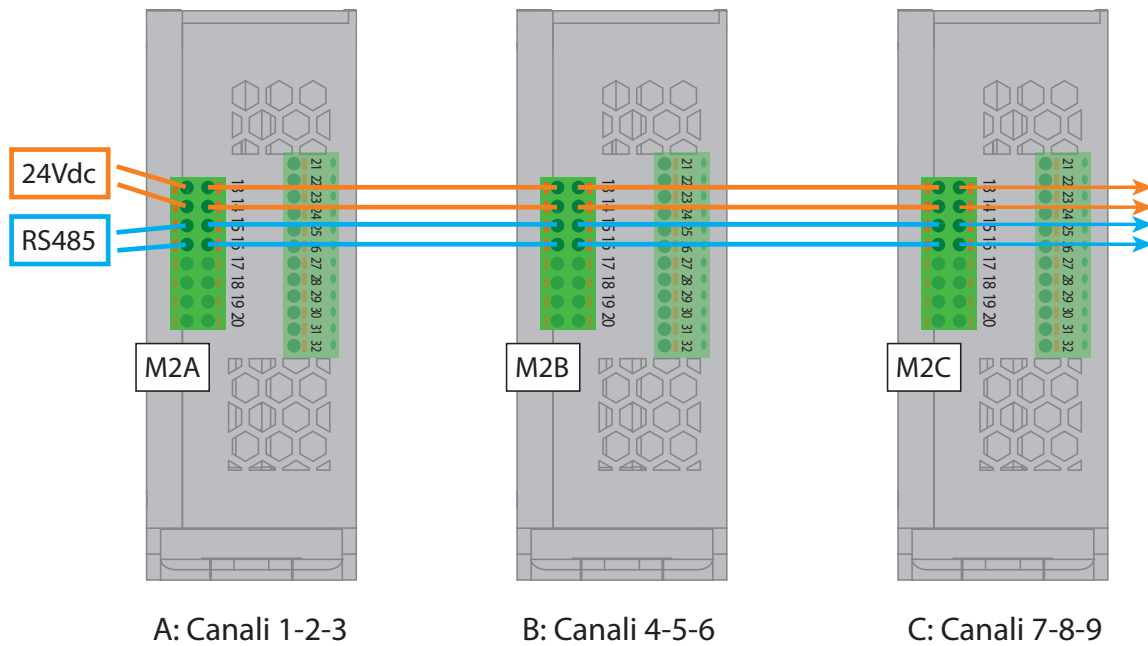 24Vdc
RS485
13 14 15 16 17 18 19 20
21 22 23 24 25 26 27 28 29 30 31 32
M2A
13 14 15 16 17 18 19 20
21 22 23 24 25 26 27 28 29 30 31 32
M2B
13 14 15 16 17 18 19 20
21 22 23 24 25 26 27 28 29 30 31 32
M2C
A: Canali 1-2-3
B: Canali 4-5-6
C: Canali 7-8-9